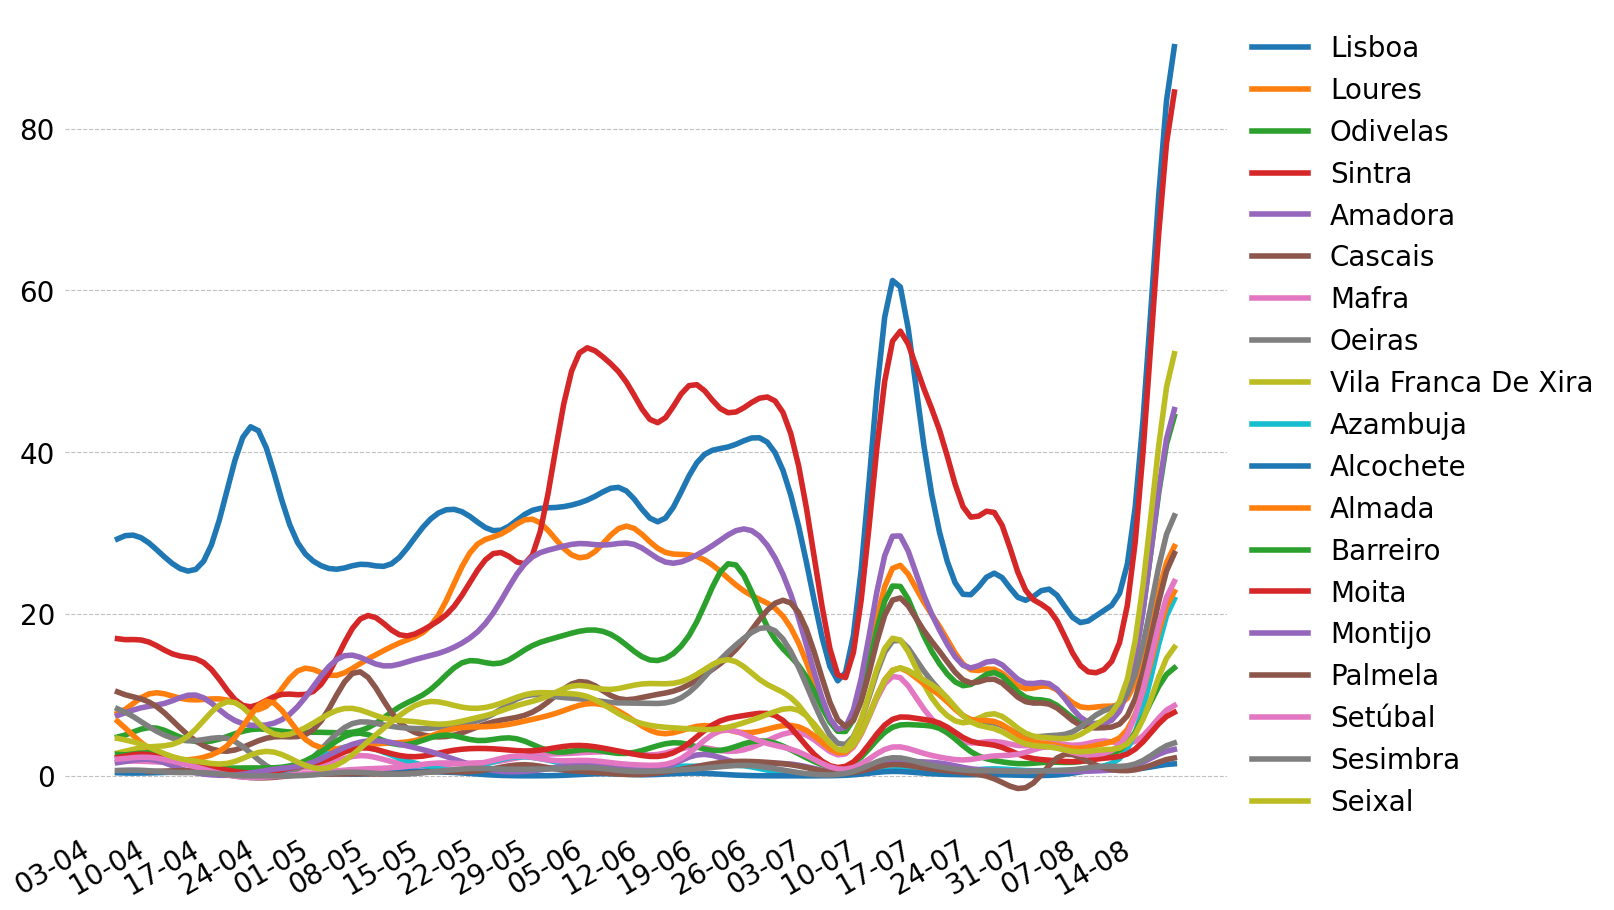 80
60
40
20
0
03-04
10-04
17-04
24-04
01-05
08-05
15-05
22-05
29-05
05-06
12-06
19-06
26-06
03-07
10-07
17-07
24-07
31-07
07-08
14-08
Lisboa
Loures
Odivelas
Sintra
Amadora
Cascais
Mafra
Oeiras
Vila Franca De Xira
Azambuja
Alcochete
Almada
Barreiro
Moita
Montijo
Palmela
Setúbal
Sesimbra
Seixal